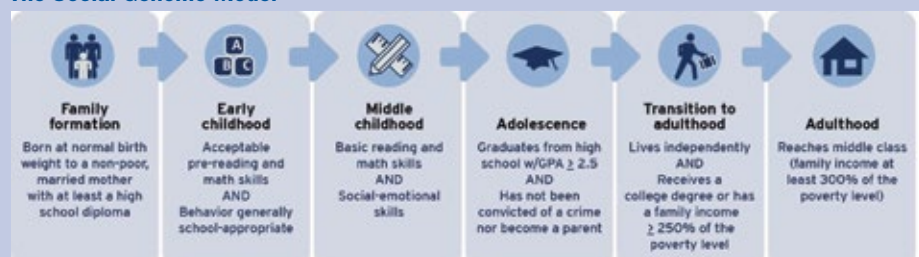 Family
formation
Born at normal birth
weight to a non-poor,
married mother
with at least a high
school diploma
Early
childhood
Acceptable
pre-reading and
math skills
AND
Behavior generally
school-appropriate
Middle
childhood
Basic reading and
math skills
AND
Social-emotional
skills
Adolescence
Graduates from high
school w/GPA ≥ 2.5
AND
Has not been
convicted of a crime
nor become a parent
Transition to
adulthood
Lives independently
AND
Receives a
college degree or has
a family income
≥ 250% of the
poverty level
Adulthood
Reaches middle class
(family income at
least 300% of the
poverty level)
A
B C